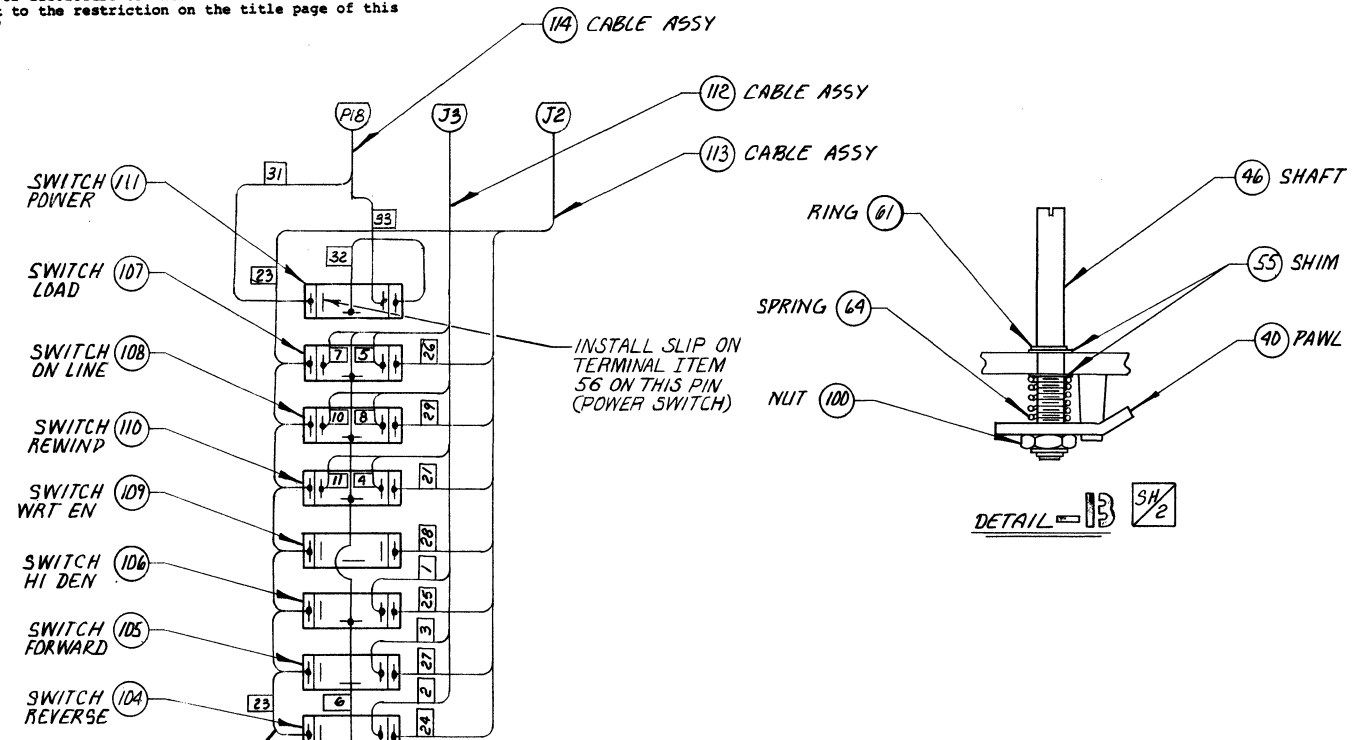 t to the restriction on the title page of this
114 CABLE ASSY
112 CABLE ASSY
113 CABLE ASSY
P18
J3
J2
31
33
32
23
SWITCH 111
POWER
SWITCH 107
LOAD
7
5
26
SWITCH 108
ON LINE
10
8
29
SWITCH 110
REWIND
11
4
21
SWITCH 109
WRT EN
28
1
SWITCH 106
HI DEN
25
3
SWITCH 105
FORWARD
27
2
SWITCH 104
REVERSE
23
6
24
INSTALL SLIP ON
TERMINAL ITEM
56 ON THIS PIN
(POWER SWITCH)
46 SHAFT
RING 61
55 SHIM
SPRING 64
40 PAWL
NUT 100
DETAIL - B
SH/2